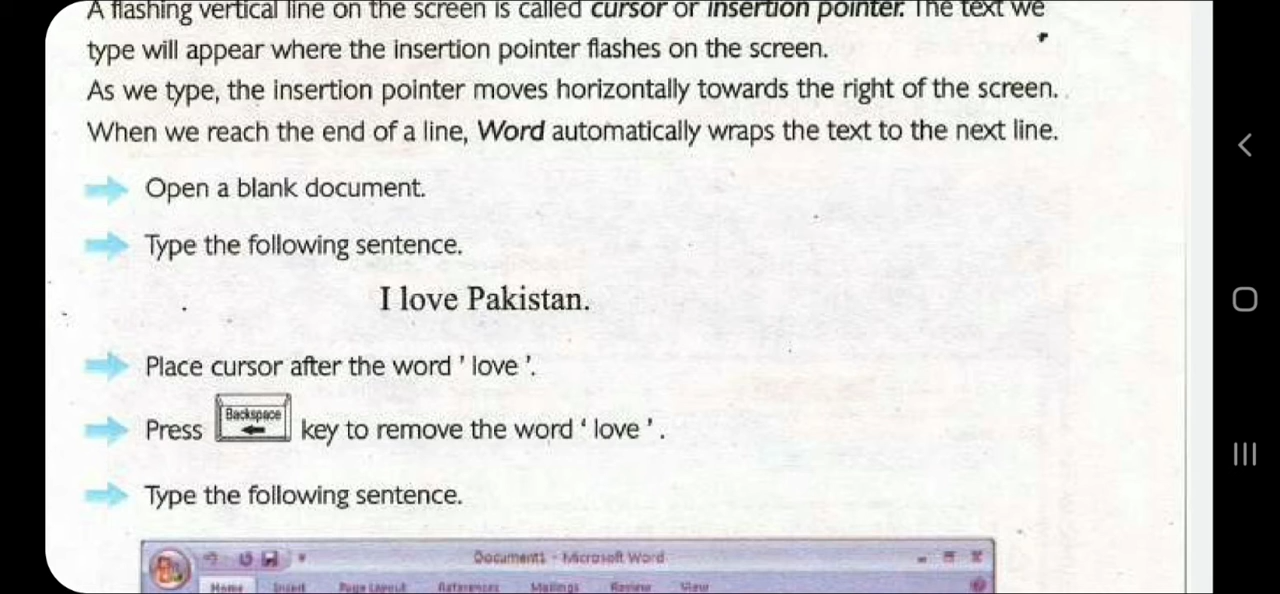 A flashing vertical line on the screen is called cursor or insertion pointer. The text we
type will appear where the insertion pointer flashes on the screen.
As we type, the insertion pointer moves horizontally towards the right of the screen.
When we reach the end of a line, Word automatically wraps the text to the next line.
Open a blank document.
Type the following sentence.
I love Pakistan.
Place cursor after the word ' love '.
Press Backspace key to remove the word ' love ' .
Type the following sentence.
Document1 - Microsoft Word
Home Insert Page Layout References Mailings Review View